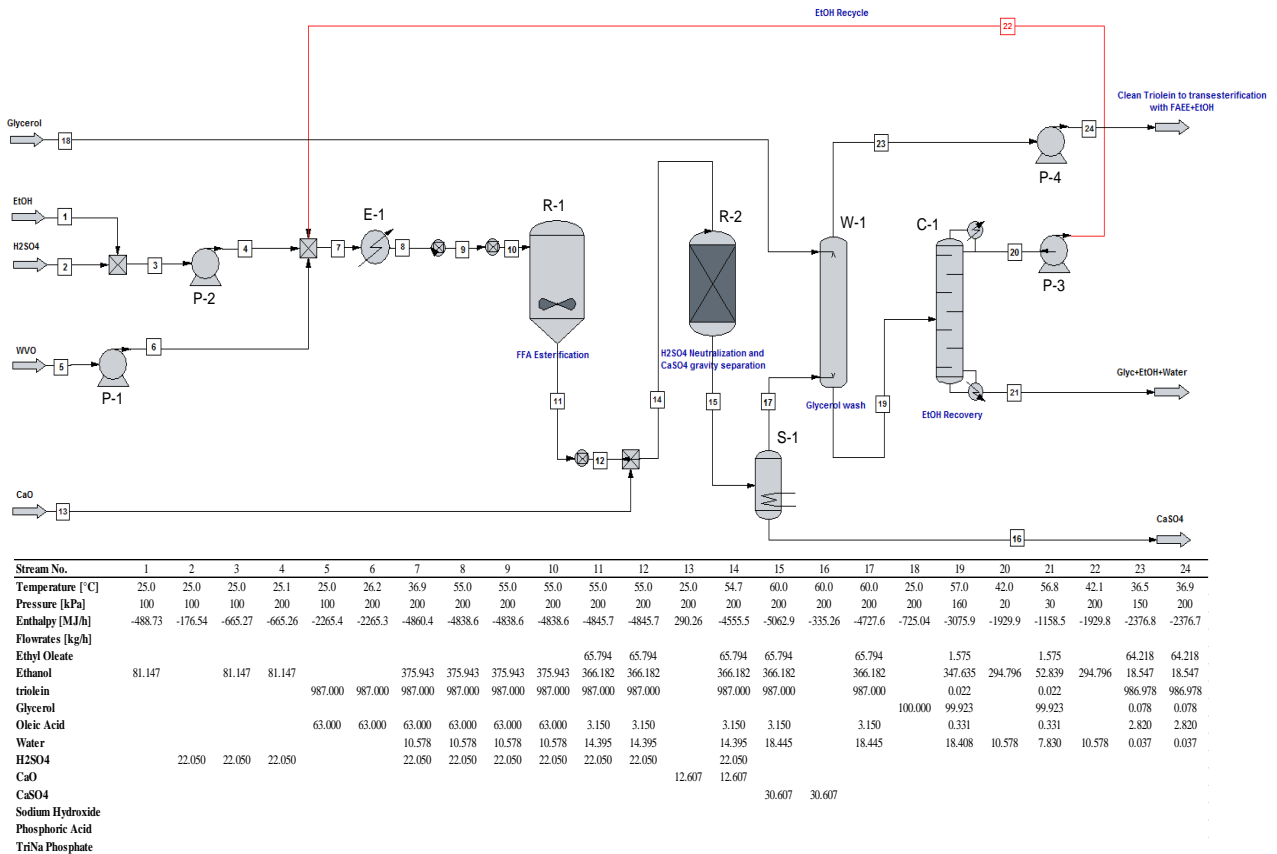 EtOH Recycle
22
Clean Triolein to transesterification
with FAEE+EtOH
Glycerol
18
23
24
P-4
EtOH
1
E-1
R-1
R-2
W-1
C-1
H2SO4
2
3
4
7
8
9
10
20
P-2
P-3
WVO
5
6
P-1
FFA Esterification
H2SO4 Neutralization and
CaSO4 gravity separation
Glyc+EtOH+Water
11
14
15
17
Glycerol wash
19
EtOH Recovery
21
S-1
12
CaO
13
CaSO4
16
Stream No. 1 2 3 4 5 6 7 8 9 10 11 12 13 14 15 16 17 18 19 20 21 22 23 24
Temperature [°C] 25.0 25.0 25.0 25.1 25.0 26.2 36.9 55.0 55.0 55.0 55.0 55.0 25.0 54.7 60.0 60.0 60.0 25.0 57.0 42.0 56.8 42.1 36.5 36.9
Pressure [kPa] 100 100 100 200 100 200 200 200 200 200 200 200 200 200 200 200 200 200 160 20 30 200 150 200
Enthalpy [MJ/h] -488.73 -176.54 -665.27 -665.26 -2265.4 -2265.3 -4860.4 -4838.6 -4838.6 -4838.6 -4845.7 -4845.7 290.26 -4555.5 -5062.9 -335.26 -4727.6 -725.04 -3075.9 -1929.9 -1158.5 -1929.8 -2376.8 -2376.7
Flowrates [kg/h]
Ethyl Oleate 65.794 65.794 65.794 65.794 65.794 1.575 1.575 64.218 64.218
Ethanol 81.147 81.147 81.147 375.943 375.943 375.943 375.943 366.182 366.182 366.182 366.182 366.182 347.635 294.796 52.839 294.796 18.547 18.547
triolein 987.000 987.000 987.000 987.000 987.000 987.000 987.000 987.000 987.000 987.000 987.000 0.022 0.022 986.978 986.978
Glycerol 100.000 99.923 99.923 0.078 0.078
Oleic Acid 63.000 63.000 63.000 63.000 63.000 63.000 3.150 3.150 3.150 3.150 3.150 0.331 0.331 2.820 2.820
Water 10.578 10.578 10.578 10.578 14.395 14.395 14.395 18.445 18.445 18.408 10.578 7.830 10.578 0.037 0.037
H2SO4 22.050 22.050 22.050 22.050 22.050 22.050 22.050 22.050 22.050 22.050
CaO 12.607 12.607
CaSO4 30.607 30.607
Sodium Hydroxide
Phosphoric Acid
TriNa Phosphate